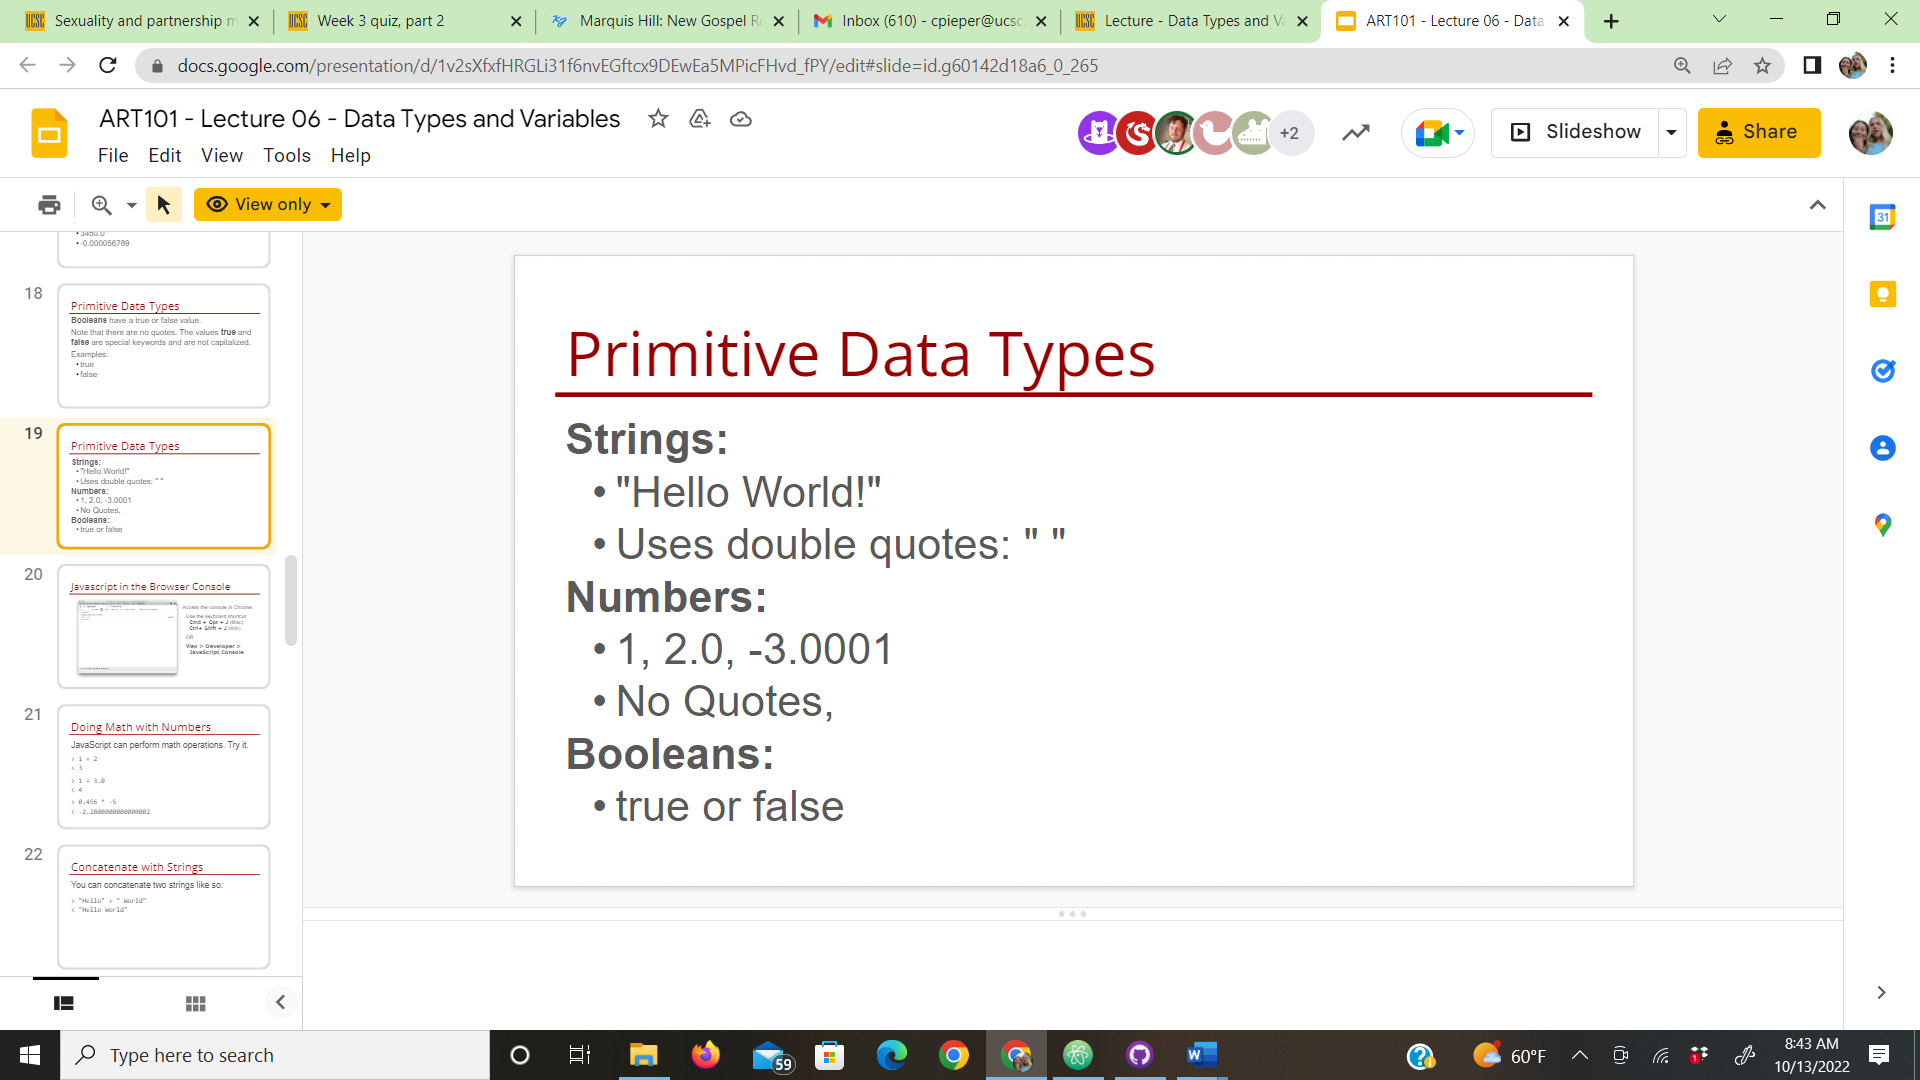 Sexuality and partnership m
Week 3 quiz, part 2
Marquis Hill: New Gospel R
Inbox (610) - cpieper@ucsc
Lecture - Data Types and Va
ART101 - Lecture 06 - Data
docs.google.com/presentation/d/1v2sXfxfHRGLi31f6nvEGftcx9DEwEa5MPicFHvd_fPY/edit#slide=id.g60142d18a6_0_265
ART101 - Lecture 06 - Data Types and Variables
+2
Slideshow
Share
File Edit View Tools Help
View only
•3450.0
•-0.000056789
18
Primitive Data Types
Booleans have a true or false value.
Note that there are no quotes. The values true and
false are special keywords and are not capitalized.
Examples:
•true
•false
19
Primitive Data Types
Strings:
•"Hello World!"
•Uses double quotes: " "
Numbers:
•1, 2.0, -3.0001
•No Quotes,
Booleans:
•true or false
20
Javascript in the Browser Console
Access the console in Chrome:
Use the keyboard shortcut
Cmd + Opt + J (Mac)
Ctrl+ Shift + J (Win)
OR
View > Developer >
JavaScript Console
21
Doing Math with Numbers
JavaScript can perform math operations. Try it.
> 1 + 2
< 3
> 1 + 3.0
< 4
> 0.456 * -5
< -2.2800000000000002
22
Concatenate with Strings
You can concatenate two strings like so:
> "Hello" + " World"
< "Hello World"
Primitive Data Types
Strings:
•"Hello World!"
•Uses double quotes: " "
Numbers:
•1, 2.0, -3.0001
•No Quotes,
Booleans:
•true or false
31
Type here to search
59
60°F
1
8:43 AM
10/13/2022